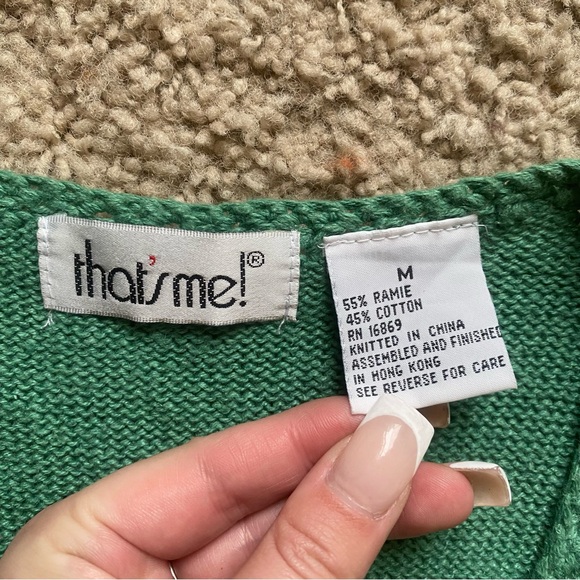 that's me!®
M
55% RAMIE
45% COTTON
RN 16869
KNITTED IN CHINA
ASSEMBLED AND FINISHED
IN HONG KONG
SEE REVERSE FOR CARE